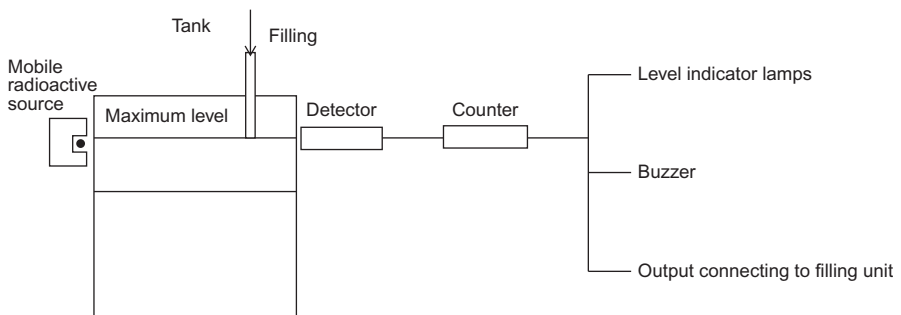 Tank
Filling
Mobile
radioactive
source
Maximum level
Detector
Counter
Level indicator lamps
Buzzer
Output connecting to filling unit